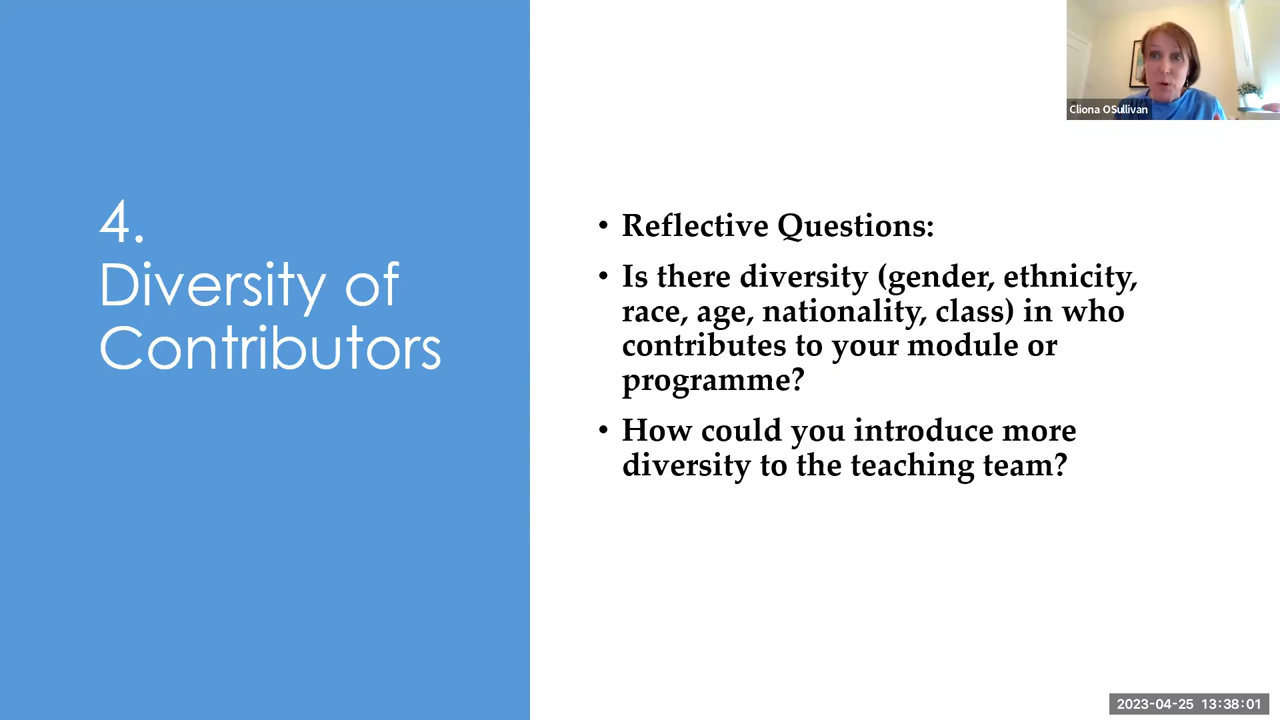 4.
Diversity of
Contributors
Cliona OSullivan
• Reflective Questions:
• Is there diversity (gender, ethnicity,
race, age, nationality, class) in who
contributes to your module or
programme?
• How could you introduce more
diversity to the teaching team?
2023-04-25 13:38:01